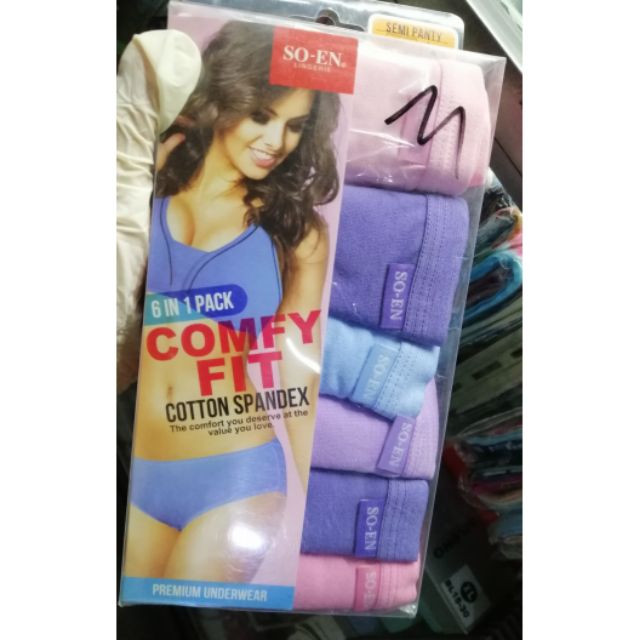 SEMI PANTY
SO-EN®
LINGERIE
M
SO-EN
6 IN 1 PACK
COMFY
FIT
COTTON SPANDEX
The comfort you deserve at the
value you love.
SO-EN
SO-EN
SO-EN
SO-EN
PREMIUM UNDERWEAR